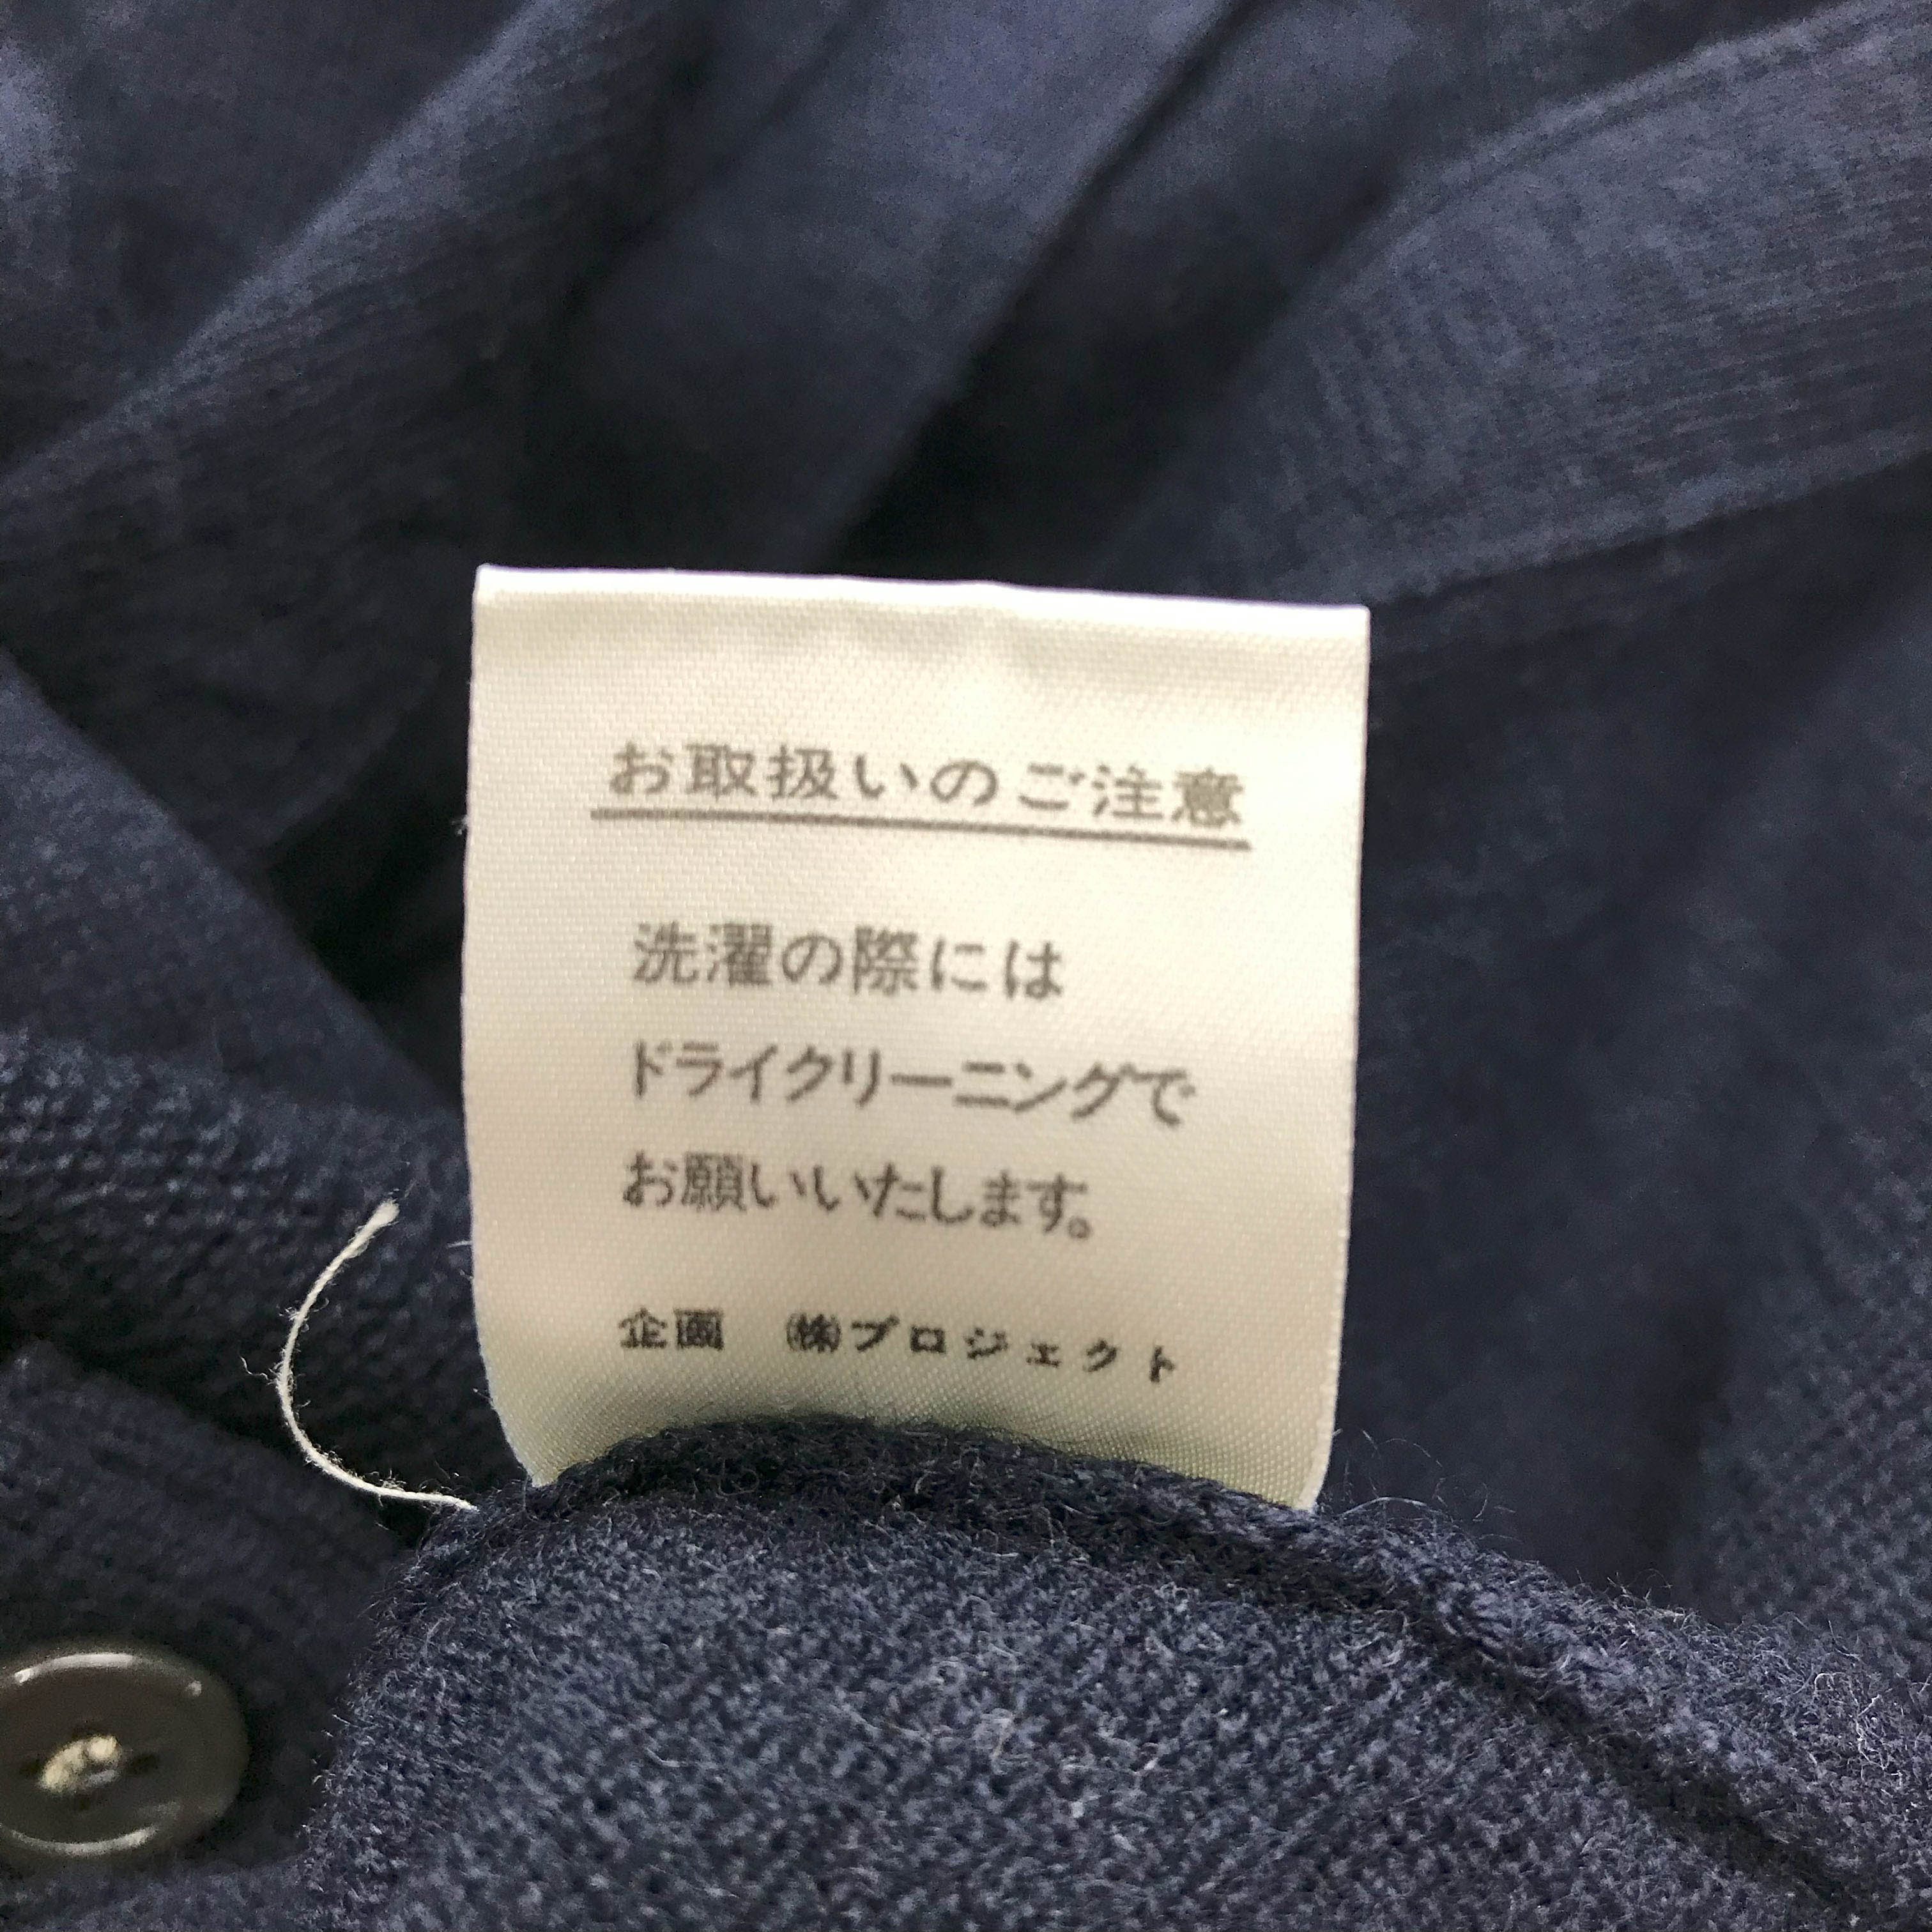 お取扱いのご注意
洗濯の際には
ドライクリーニングで
お願いいたします。
企画　㈱プロジェクト